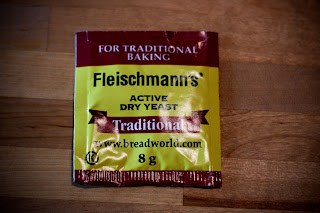 FOR TRADITIONAL
BAKING
Fleischmann's®
ACTIVE
DRY YEAST
Traditional
www.breadworld.com
8 g